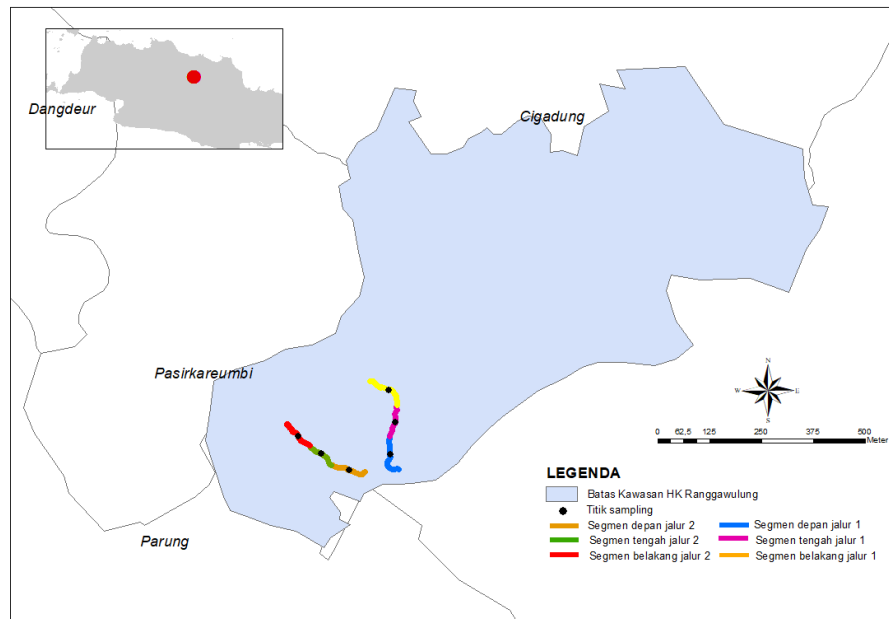 Dangdeur
Cigadung
Pasirkareumbi
Parung
N
W E
S
0 62,5 125 250 375 500
Meter
LEGENDA
Batas Kawasan HK Ranggawulung
Titik sampling
Segmen depan jalur 2 Segmen depan jalur 1
Segmen tengah jalur 2 Segmen tengah jalur 1
Segmen belakang jalur 2 Segmen belakang jalur 1